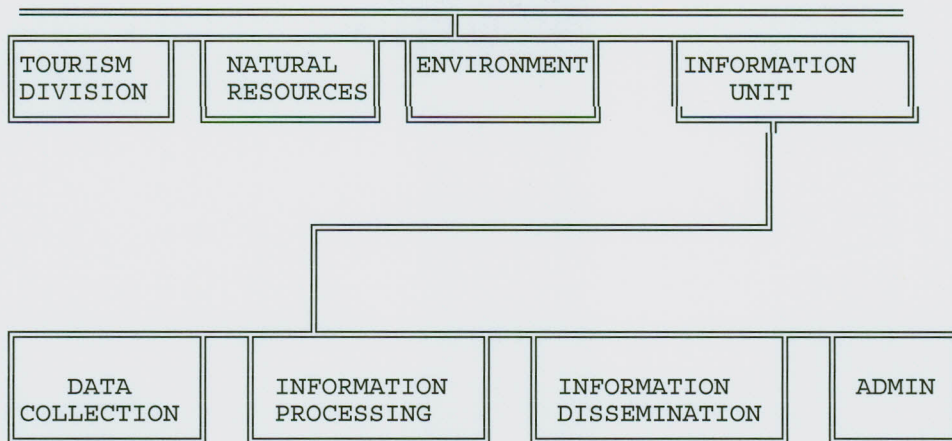 TOURISM DIVISION
NATURAL RESOURCES
ENVIRONMENT
INFORMATION UNIT
DATA COLLECTION
INFORMATION PROCESSING
INFORMATION DISSEMINATION
ADMIN